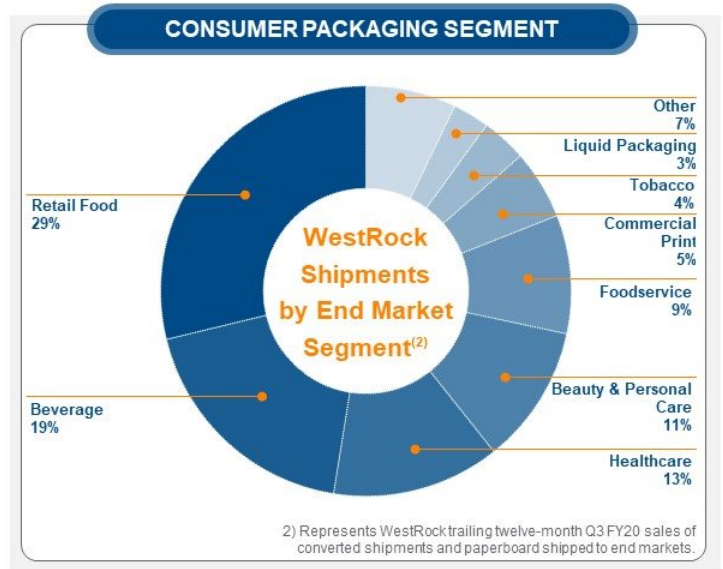 CONSUMER PACKAGING SEGMENT
Other
7%
Liquid Packaging
3%
Tobacco
4%
Commercial
Print
5%
Foodservice
9%
Beauty & Personal
Care
11%
Healthcare
13%
Retail Food
29%
Beverage
19%
WestRock
Shipments
by End Market
Segment(2)
2) Represents WestRock trailing twelve-month Q3 FY20 sales of
converted shipments and paperboard shipped to end markets.